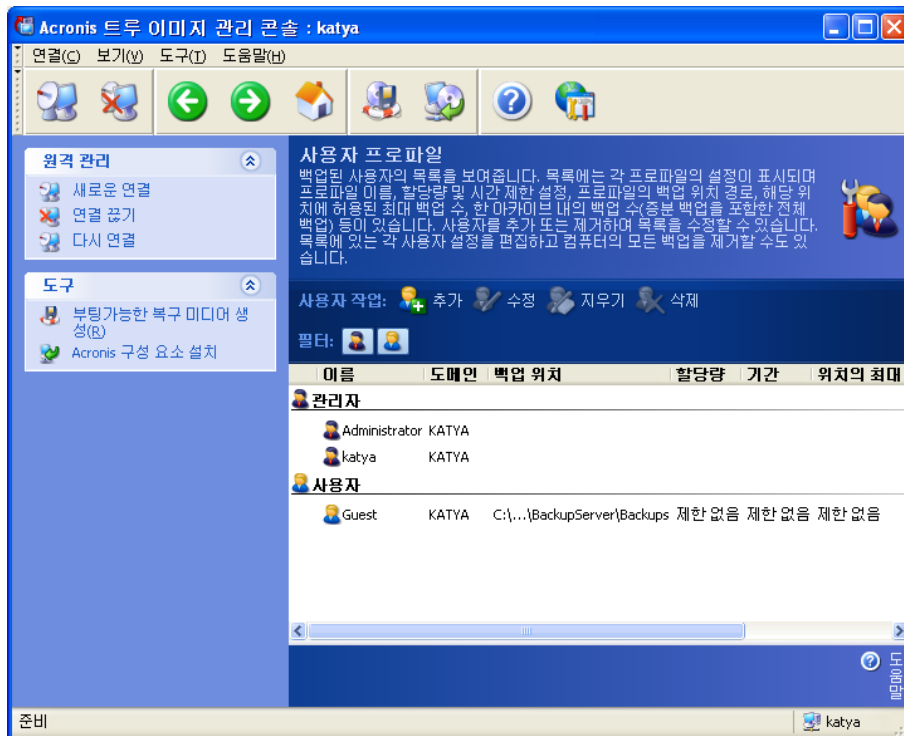 Acronis 트루 이미지 관리 콘솔 : katya
연결(C) 보기(V) 도구(T) 도움말(H)
원격 관리
새로운 연결
연결 끊기
다시 연결
도구
부팅가능한 복구 미디어 생
성(R)
Acronis 구성 요소 설치
사용자 프로파일
백업된 사용자의 목록을 보여줍니다. 목록에는 각 프로파일의 설정이 표시되며
프로파일 이름, 할당량 및 시간 제한 설정, 프로파일의 백업 위치 경로, 해당 위
치에 허용된 최대 백업 수, 한 아카이브 내의 백업 수(증분 백업을 포함한 전체
백업) 등이 있습니다. 사용자를 추가 또는 제거하며 목록을 수정할 수 있습니다.
목록에 있는 각 사용자 설정을 편집하고 컴퓨터의 모든 백업을 제거할 수도 있
습니다.
사용자 작업: 추가 수정 지우기 삭제
필터:
이름 도메인 백업 위치 할당량 기간 위치의 최대
관리자
Administrator KATYA
katya KATYA
사용자
Guest KATYA C:\...\BackupServer\Backups 제한 없음 제한 없음 제한 없음
도움말
준비 katya